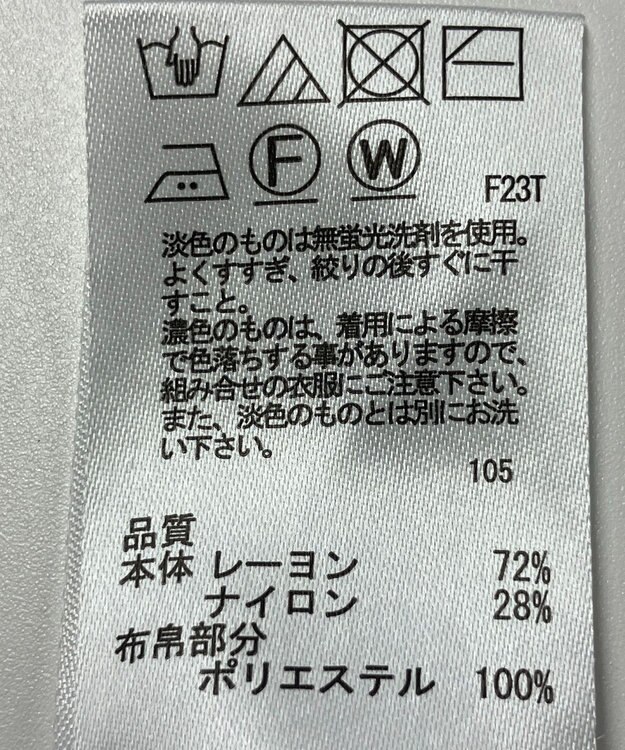 F W F23T
淡色のものは無蛍光洗剤を使用。
よくすすぎ、絞りの後すぐに干
すこと。
濃色のものは、着用による摩擦
で色落ちする事がありますので、
組み合せの衣服にご注意下さい。
また、淡色のものとは別にお洗
い下さい。
105
品質
本体 レーヨン 72%
ナイロン 28%
布帛部分
ポリエステル 100%